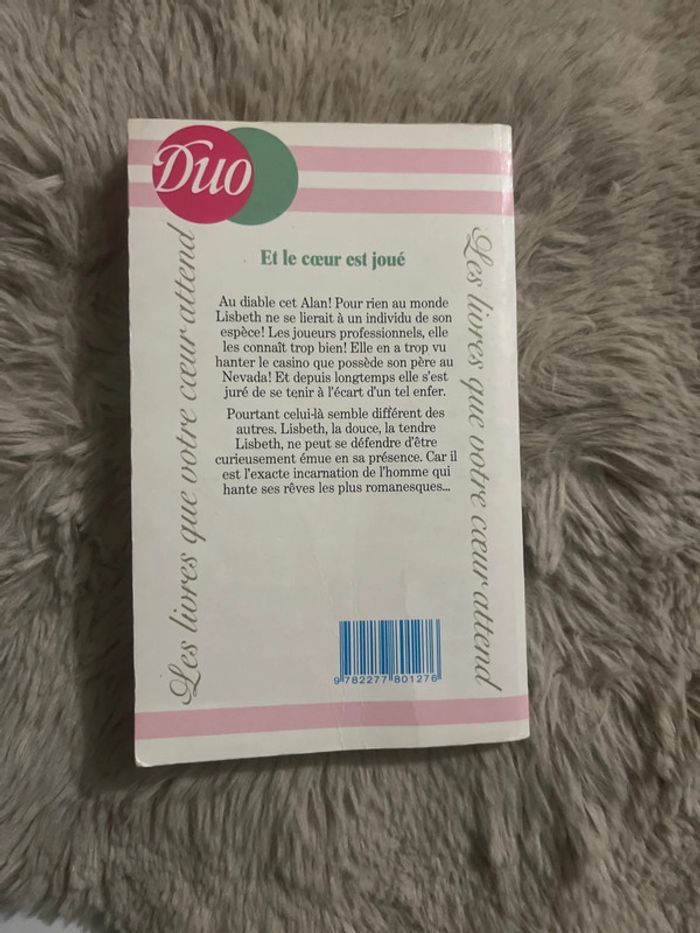 Duo
Et le cœur est joué
Au diable cet Alan! Pour rien au monde
Lisbeth ne se lierait à un individu de son
espèce! Les joueurs professionnels, elle
les connaît trop bien! Elle en a trop vu
hanter le casino que possède son père au
Nevada! Et depuis longtemps elle s'est
juré de se tenir à l'écart d'un tel enfer.
Pourtant celui-là semble différent des
autres. Lisbeth, la douce, la tendre
Lisbeth, ne peut se défendre d'être
curieusement émue en sa présence. Car il
est l'exacte incarnation de l'homme qui
hante ses rêves les plus romanesques...
Les livres que votre cœur attend
Les livres que votre cœur attend
9 782277 801276